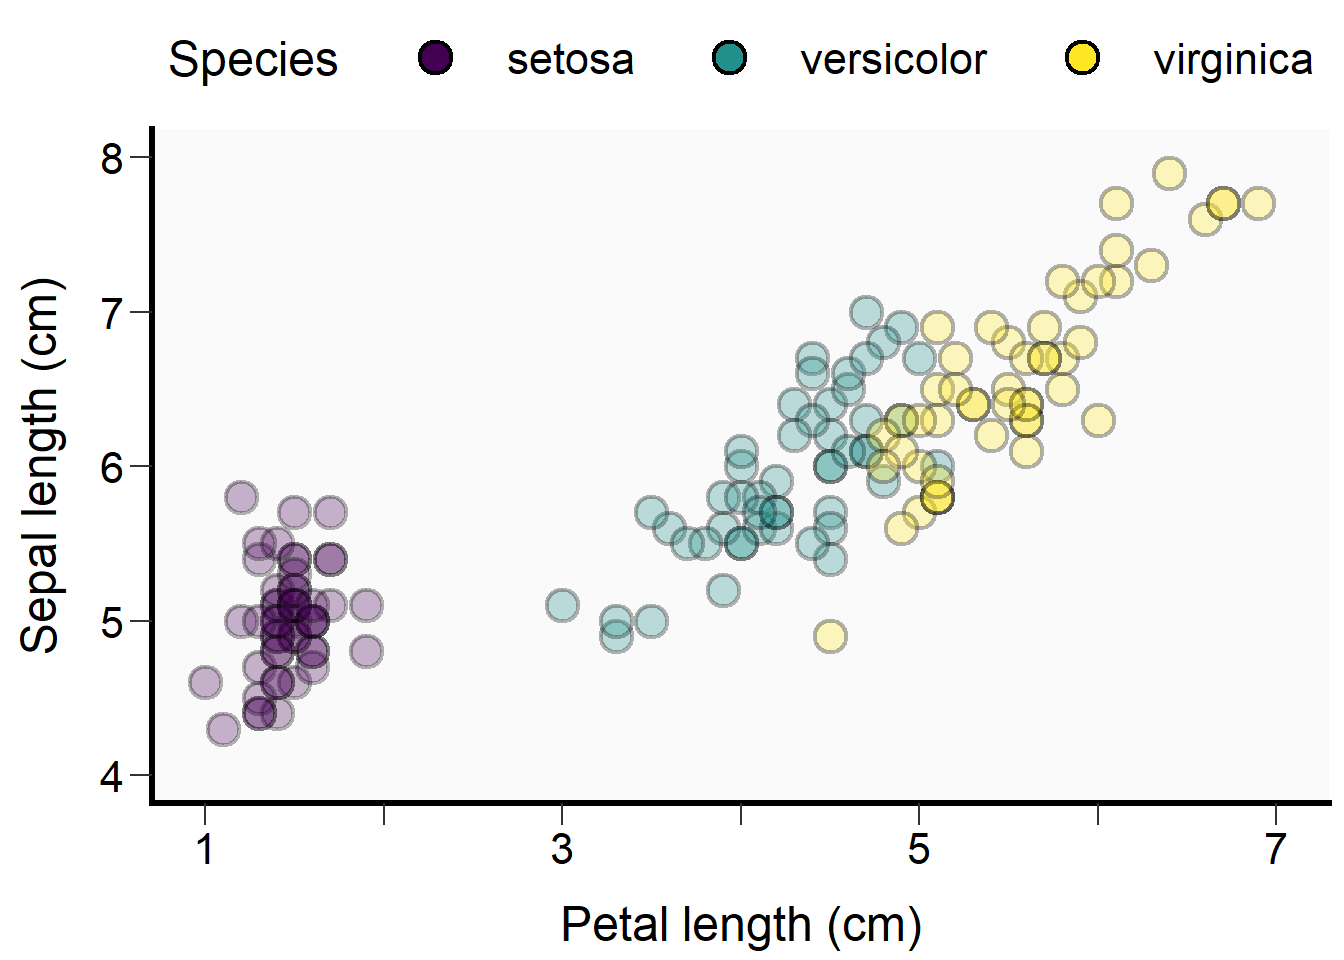 Species setosa versicolor virginica
8
7
6
5
4
Sepal length (cm)
1 3 5 7
Petal length (cm)